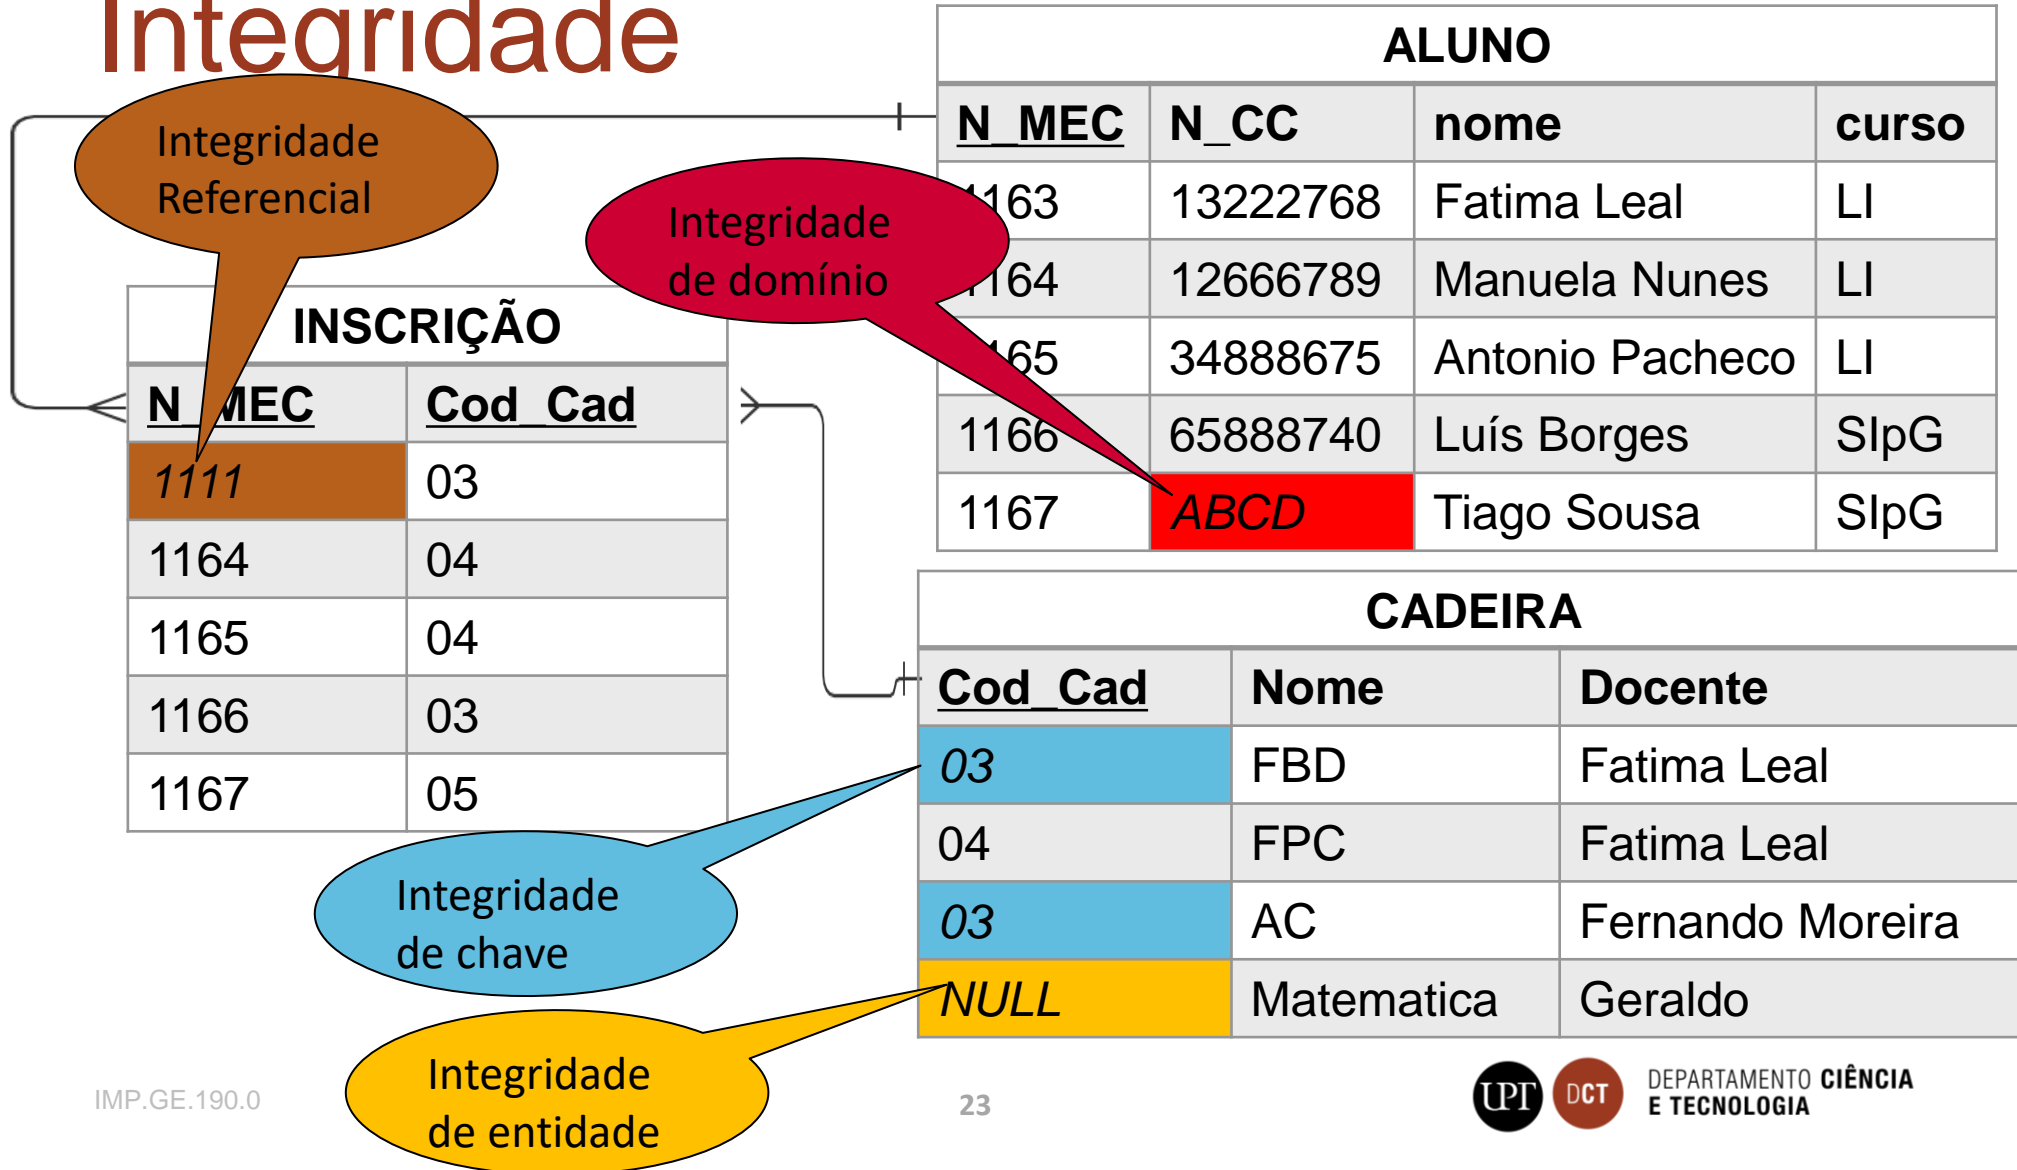 Integridade
Integridade
Referencial
Integridade
de domínio
ALUNO
N_MEC N_CC nome curso
1163 13222768 Fatima Leal LI
1164 12666789 Manuela Nunes LI
1165 34888675 Antonio Pacheco LI
1166 65888740 Luís Borges SIpG
1167 ABCD Tiago Sousa SIpG
INSCRIÇÃO
N_MEC Cod_Cad
1111 03
1164 04
1165 04
1166 03
1167 05
CADEIRA
Cod_Cad Nome Docente
03 FBD Fatima Leal
04 FPC Fatima Leal
03 AC Fernando Moreira
NULL Matematica Geraldo
Integridade
de chave
Integridade
de entidade
IMP.GE.190.0
23
UPT
DCT
DEPARTAMENTO CIÊNCIA
E TECNOLOGIA